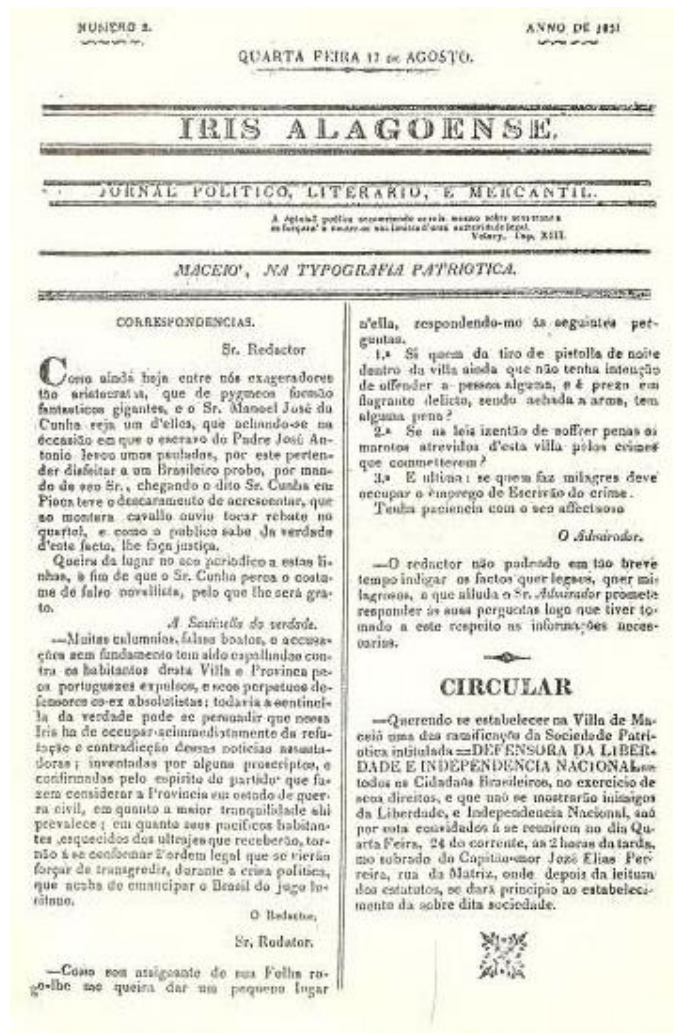 NUMERO 2.
ANNO DE 1831
QUARTA FEIRA 17 DE AGOSTO.
IRIS ALAGOENSE.
JORNAL POLITICO, LITERARIO, E MERCANTIL.
A opinião publica
Volney, Cap. XIII.
MACEIO', NA TYPOGRAFIA PATRIOTICA.
CORRESPONDENCIAS.
Sr. Redactor
Como ainda hoja entre nós exageradores
tão aristocratas, que de pygmeos formão
fantasticos gigantes, e o Sr. Manoel José da
Cunha seja um d'elles, que achando-se na
occasião em que o escravo do Padre José An-
tonio levou umas pauladas, por este perten-
der disfeitar a um Brasileiro probo, por man-
do de seo Sr., chegando o dito Sr. Cunha em
Pioca teve o descaramento de acrescentar, que
ao montara cavallo ouvio tocar rebate no
quartel, e como o publico sabe da verdade
d'este facto, lhe faça justiça.
Queira da lugar no seo periodico a estas li-
nhas, a fim de que o Sr. Cunha perca o costu-
me de falso novellista, pelo que lhe será gra-
to.
A Sentinella da verdade.
—Muitas calumnias, falsos boatos, e accusa-
ções sem fundamento tem sido espalhadas con-
tra os habitantes desta Villa e Provinca pe-
os portuguezes expulsos, e seos perpetuos de-
fensores os-ex absolutistas; todavia a sentinel-
la da verdade pode se persuadir que nossa
Iris ha de occupar-se immediatamente da refu-
tação e contradicção dessas noticias assusta-
doras; inventadas por alguns proscriptos, e
confirmadas pelo espirito de partido que fa-
zem considerar a Provincia em estado de guer-
ra civil, em quanto a maior tranquilidade ahi
prevalece; em quanto seus pacificos habitan-
tes, esquecidos dos ultrajes que receberão, tor-
não á se conformar á ordem legal que se virão
forçar de transgredir, durante a crise politica,
que acaba de emancipar o Brasil do jugo lu-
sitano.
O Redactor.
Sr. Redator.
—Como sou assignante de sua Folha ro-
go-lhe me queira dar um pequeno lugar
n'ella, respondendo-me ás seguintes per-
guntas.
1.ª Si quem da tiro de pistolla de noite
dentro da villa ainda que não tenha intenção
de offender a pessoa alguma, e é prezo em
flagrante delicto, sendo achada a arma, tem
alguma pena?
2.ª Se as leis izentão de soffrer penas os
marotos atrevidos d'esta villa pelos crimes
que commetterem?
3.ª E ultima: se quem faz milagres deve
occupar o emprego de Escrivão do crime.
Tenha paciencia com o seo affectuoso
O Admirador.
—O redactor não podendo em tão breve
tempo indigar os factos quer legaes, quer mi-
lagrosos, a que allude o Sr. Admirador promete
responder ás suas perguntas logo que tiver to-
mado a este respeito as informações neces-
sarias.
CIRCULAR
—Querendo se estabelecer na Villa de Ma-
ceió uma das ramificação da Sociedade Patri-
otica intitulada = DEFENSORA DA LIBER-
DADE E INDEPENDENCIA NACIONAL =
todos os Cidadãos Brasileiros, no exercicio de
seos direitos, e que naõ se mostrarão inimigos
da Liberdade, e Independencia Nacional, saõ
por esta convidados á se reunirem no dia Qu-
arta Feira, 24 do corrente, as 2 horas da tarde,
no sobrado do Capitão-mor Jozé Elias Per-
reira, rua da Matriz, onde depois da leitura
dos estatutos, se dará principio ao estabeleci-
mento da sobre dita sociedade.